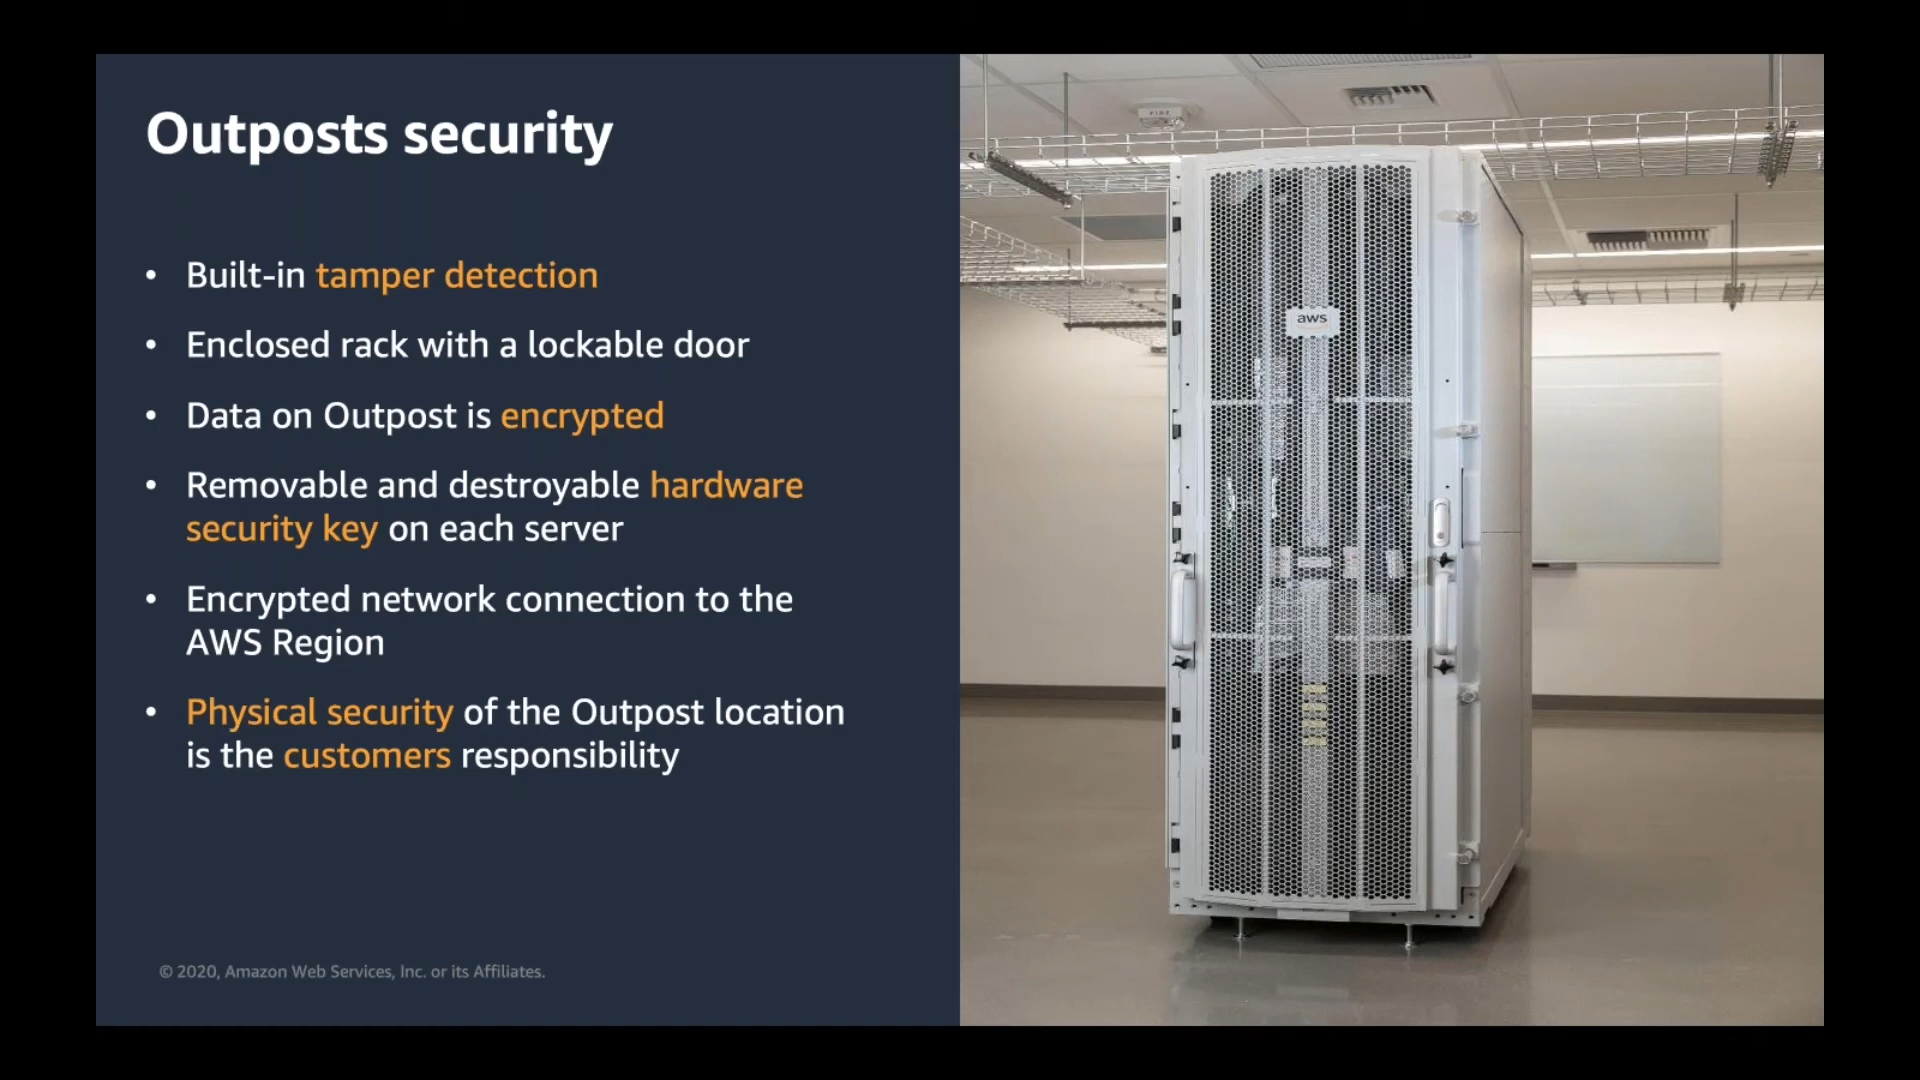 Outposts security
• Built-in tamper detection
• Enclosed rack with a lockable door
• Data on Outpost is encrypted
• Removable and destroyable hardware
security key on each server
• Encrypted network connection to the
AWS Region
• Physical security of the Outpost location
is the customers responsibility
© 2020, Amazon Web Services, Inc. or its Affiliates.
FIRE
aws